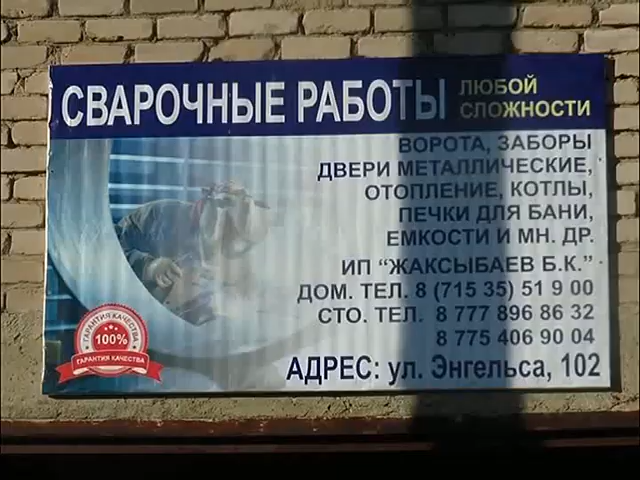 СВАРОЧНЫЕ РАБОТЫ ЛЮБОЙ СЛОЖНОСТИ
ВОРОТА, ЗАБОРЫ
ДВЕРИ МЕТАЛЛИЧЕСКИЕ,
ОТОПЛЕНИЕ, КОТЛЫ,
ПЕЧКИ ДЛЯ БАНИ,
ЕМКОСТИ И МН. ДР.
ИП "ЖАКСЫБАЕВ Б.К."
ДОМ. ТЕЛ. 8 (715 35) 51 9 00
СТО. ТЕЛ. 8 777 896 86 32
8 775 406 90 04
АДРЕС: ул. Энгельса, 102
ГАРАНТИЯ КАЧЕСТВА
100%
ГАРАНТИЯ КАЧЕСТВА